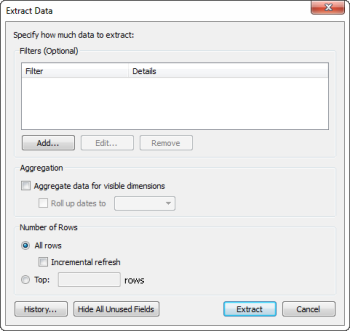 Extract Data
Specify how much data to extract:
Filters (Optional)
Filter Details
Add... Edit... Remove
Aggregation
Aggregate data for visible dimensions
Roll up dates to
Number of Rows
All rows
Incremental refresh
Top: rows
History... Hide All Unused Fields Extract Cancel